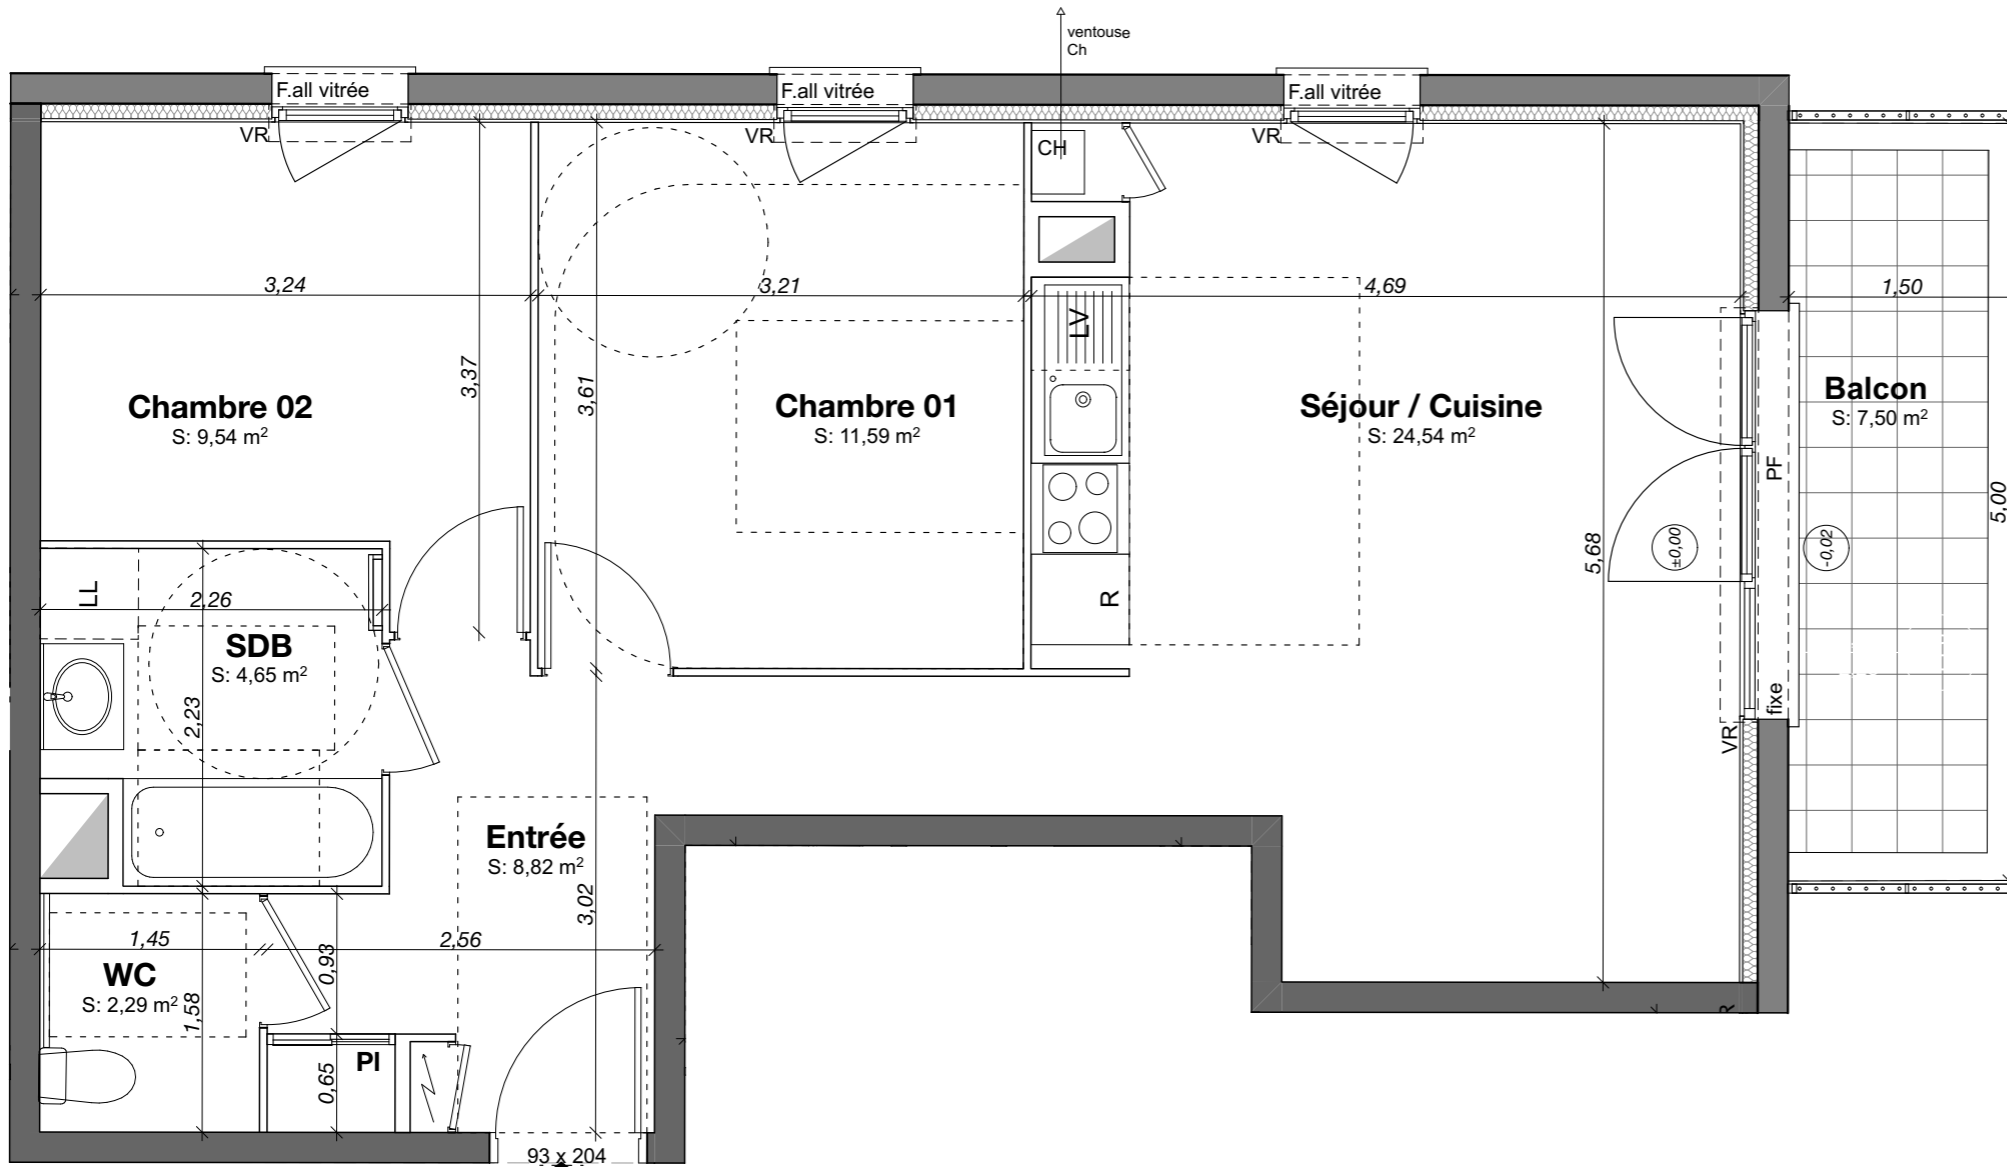 ventouse
Ch
F.all vitrée
F.all vitrée
F.all vitrée
VR
VR
VR
CH
3,24
3,21
4,69
1,50
LV
3,37
3,61
Chambre 02
S: 9,54 m²
Chambre 01
S: 11,59 m²
Séjour / Cuisine
S: 24,54 m²
Balcon
S: 7,50 m²
PF
5,00
5,68
±0,00
-0,02
LL
2,26
R
SDB
S: 4,65 m²
2,23
fixe
VR
Entrée
S: 8,82 m²
3,02
1,45
2,56
0,93
WC
S: 2,29 m²
1,58
PI
0,65
R
93 x 204